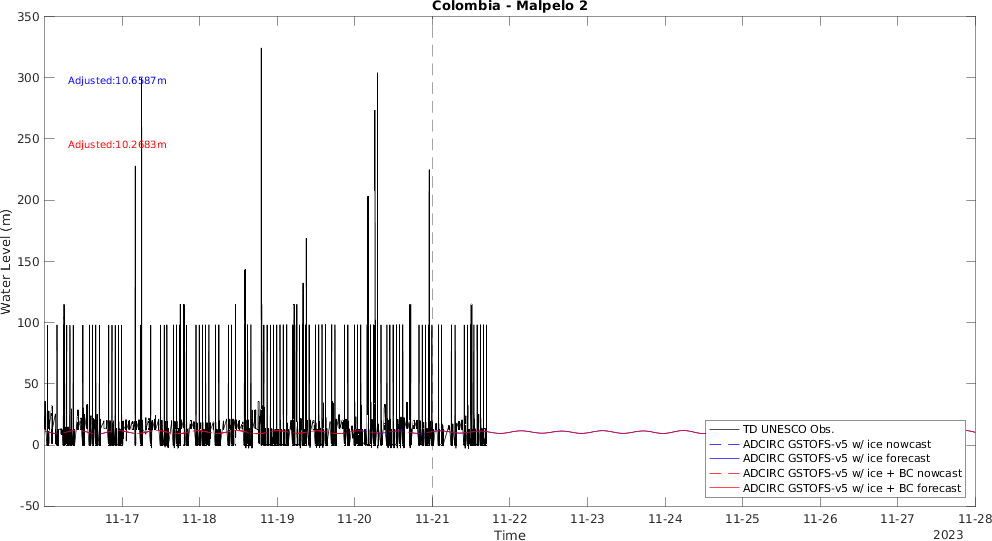 Colombia - Malpelo 2
350
300
250
200
150
100
50
0
-50
Water Level (m)
Adjusted:10.6587m
Adjusted:10.2683m
TD UNESCO Obs.
ADCIRC GSTOFS-v5 w/ ice nowcast
ADCIRC GSTOFS-v5 w/ ice forecast
ADCIRC GSTOFS-v5 w/ ice + BC nowcast
ADCIRC GSTOFS-v5 w/ ice + BC forecast
11-17 11-18 11-19 11-20 11-21 11-22 11-23 11-24 11-25 11-26 11-27 11-28
Time
2023